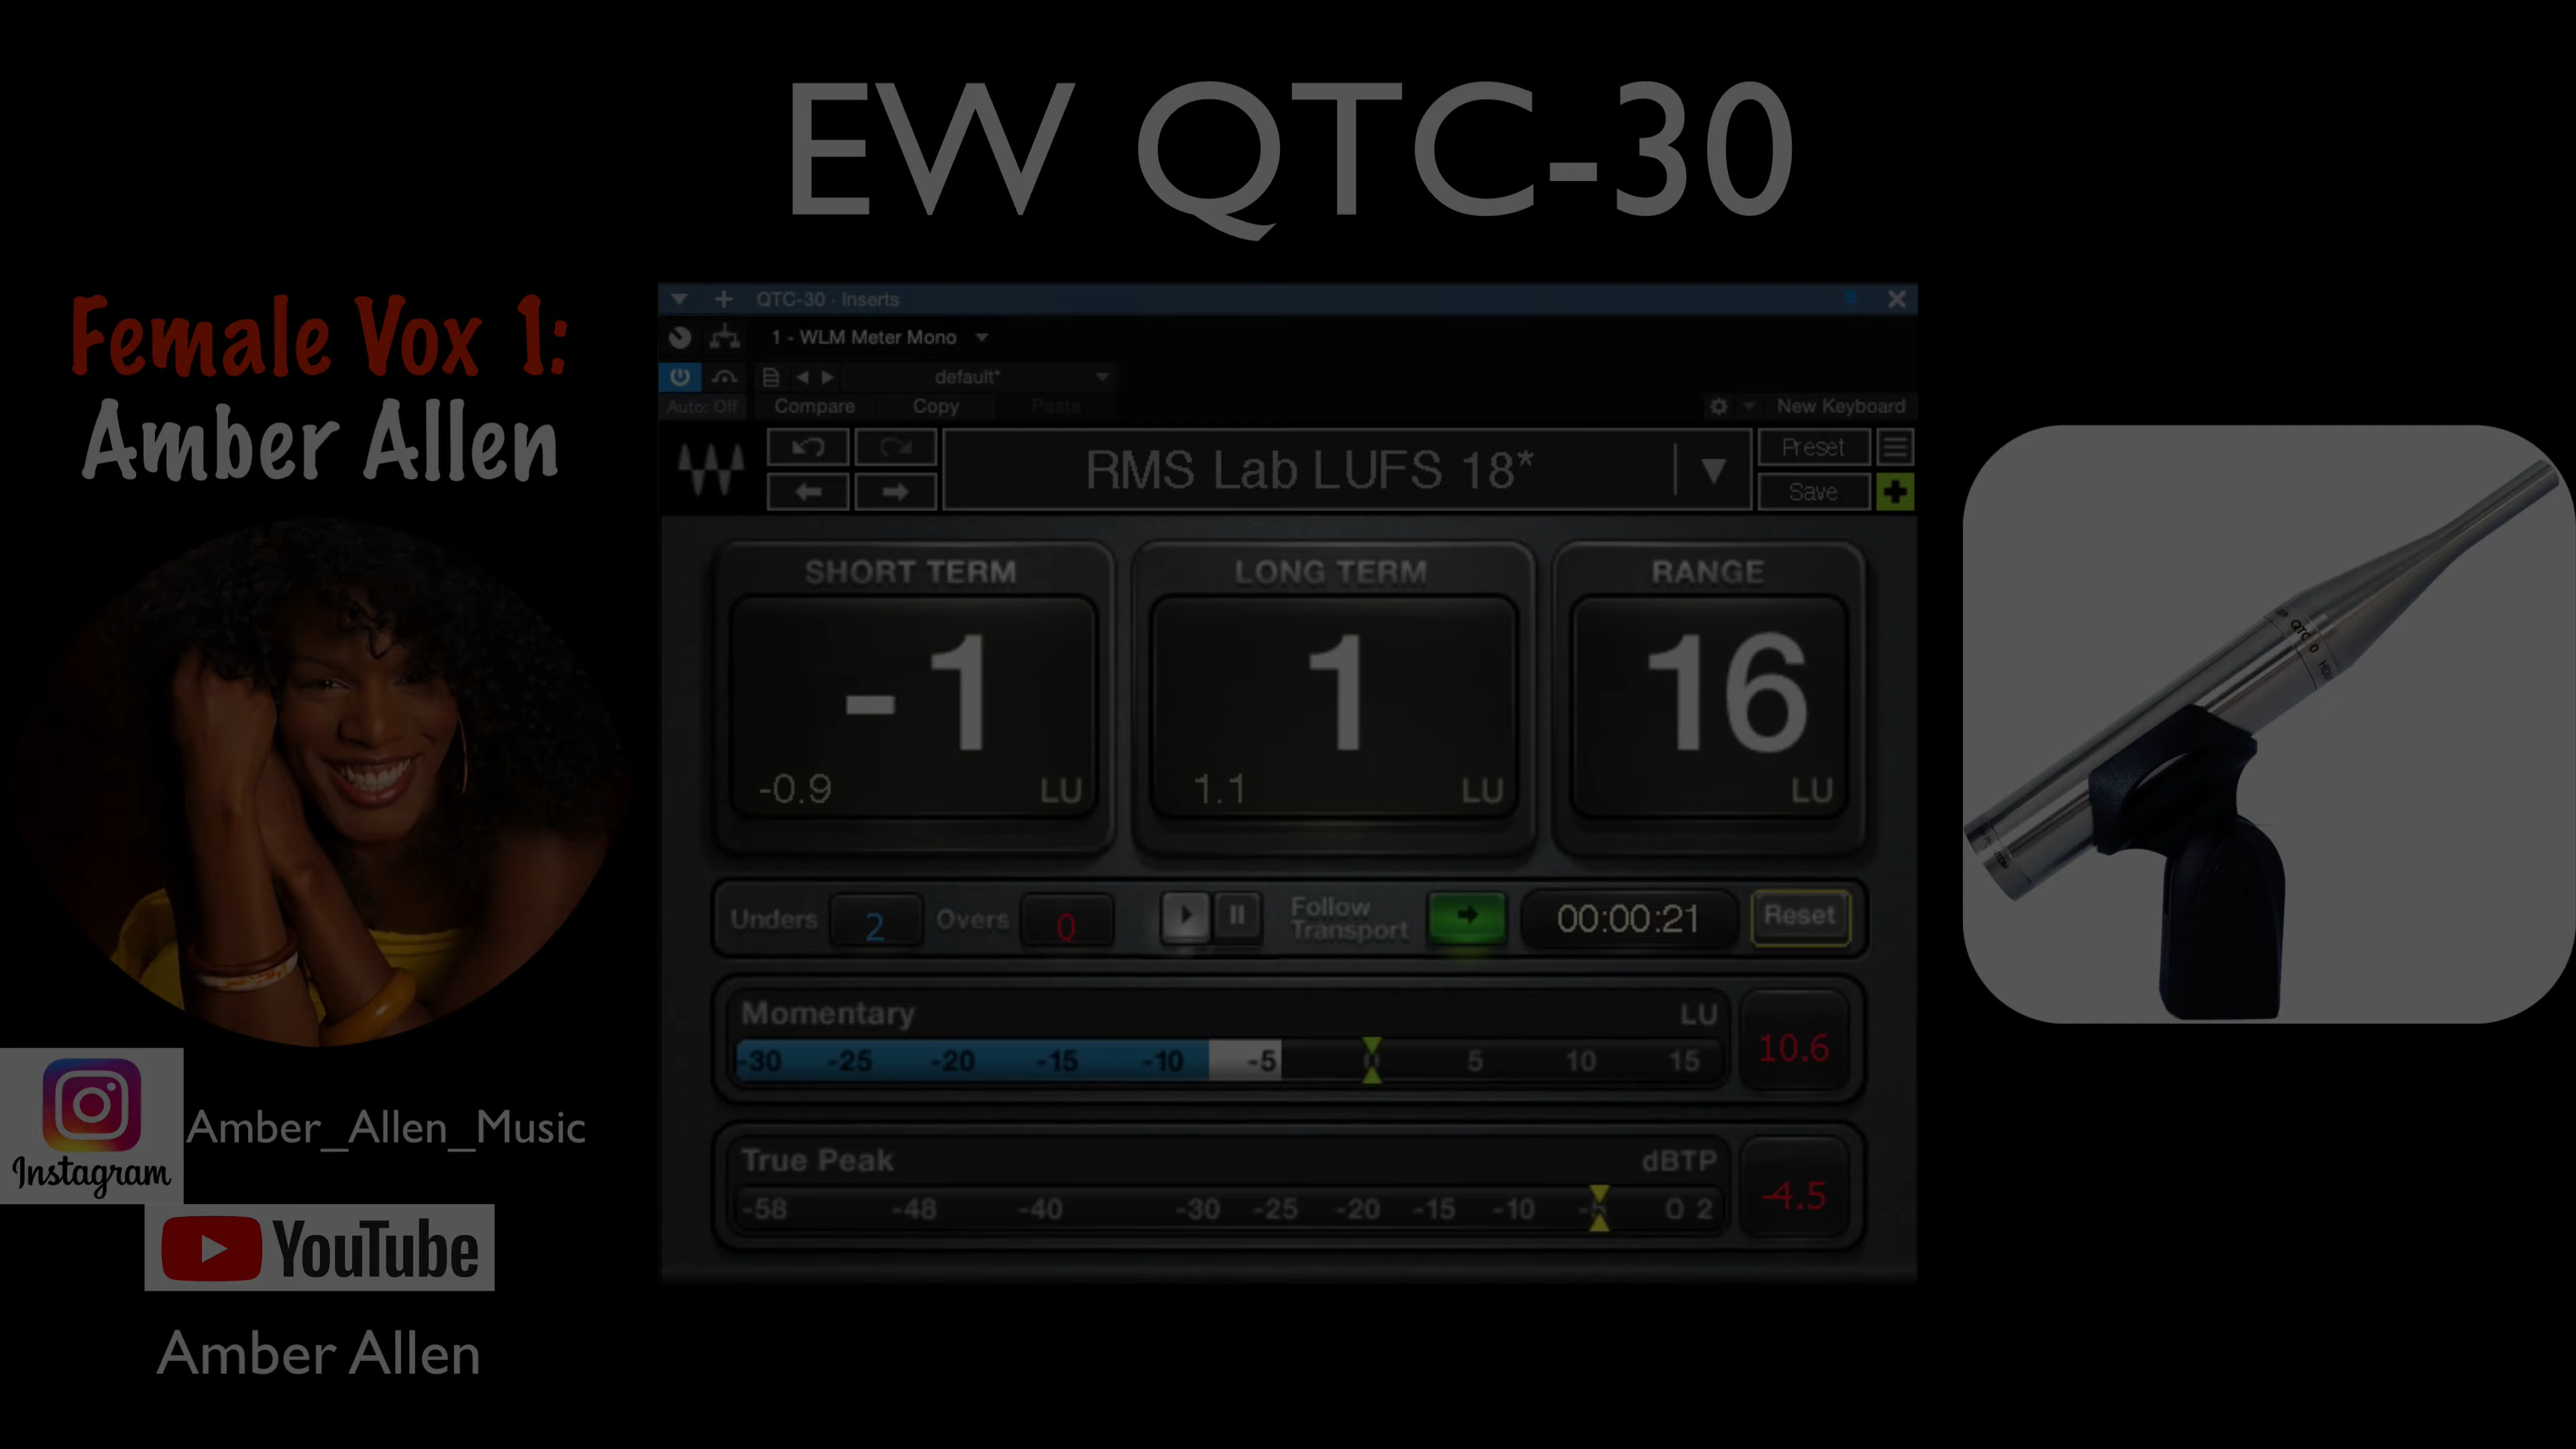 EW QTC-30
Female Vox 1:
Amber Allen
Instagram
Amber_Allen_Music
YouTube
Amber Allen
QTC-30 · Inserts
1 - WLM Meter Mono
default*
Auto: Off
Compare
Copy
Paste
New Keyboard
RMS Lab LUFS 18*
Preset
Save
SHORT TERM
-1
-0.9
LU
LONG TERM
1
1.1
LU
RANGE
16
LU
Unders
2
Overs
0
Follow
Transport
00:00:21
Reset
Momentary
LU
-30 -25 -20 -15 -10 -5 0 5 10 15
10.6
True Peak
dBTP
-58 -48 -40 -30 -25 -20 -15 -10 -5 0 2
-4.5